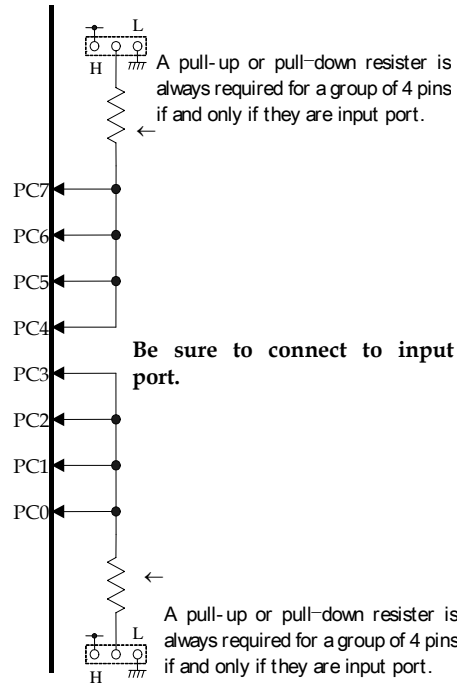 L
H
A pull-up or pull-down resister is
always required for a group of 4 pins
if and only if they are input port.
PC7
PC6
PC5
PC4
Be sure to connect to input
port.
PC3
PC2
PC1
PC0
A pull-up or pull-down resister is
always required for a group of 4 pins
if and only if they are input port.
L
H